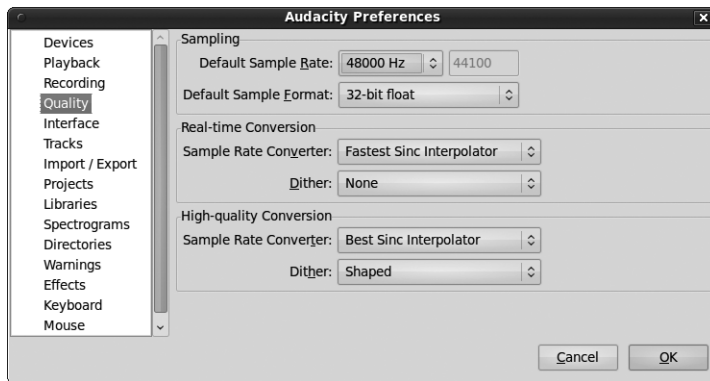 Audacity Preferences
Devices
Playback
Recording
Quality
Interface
Tracks
Import / Export
Projects
Libraries
Spectrograms
Directories
Warnings
Effects
Keyboard
Mouse
Sampling
Default Sample Rate: 48000 Hz 44100
Default Sample Format: 32-bit float
Real-time Conversion
Sample Rate Converter: Fastest Sinc Interpolator
Dither: None
High-quality Conversion
Sample Rate Converter: Best Sinc Interpolator
Dither: Shaped
Cancel OK